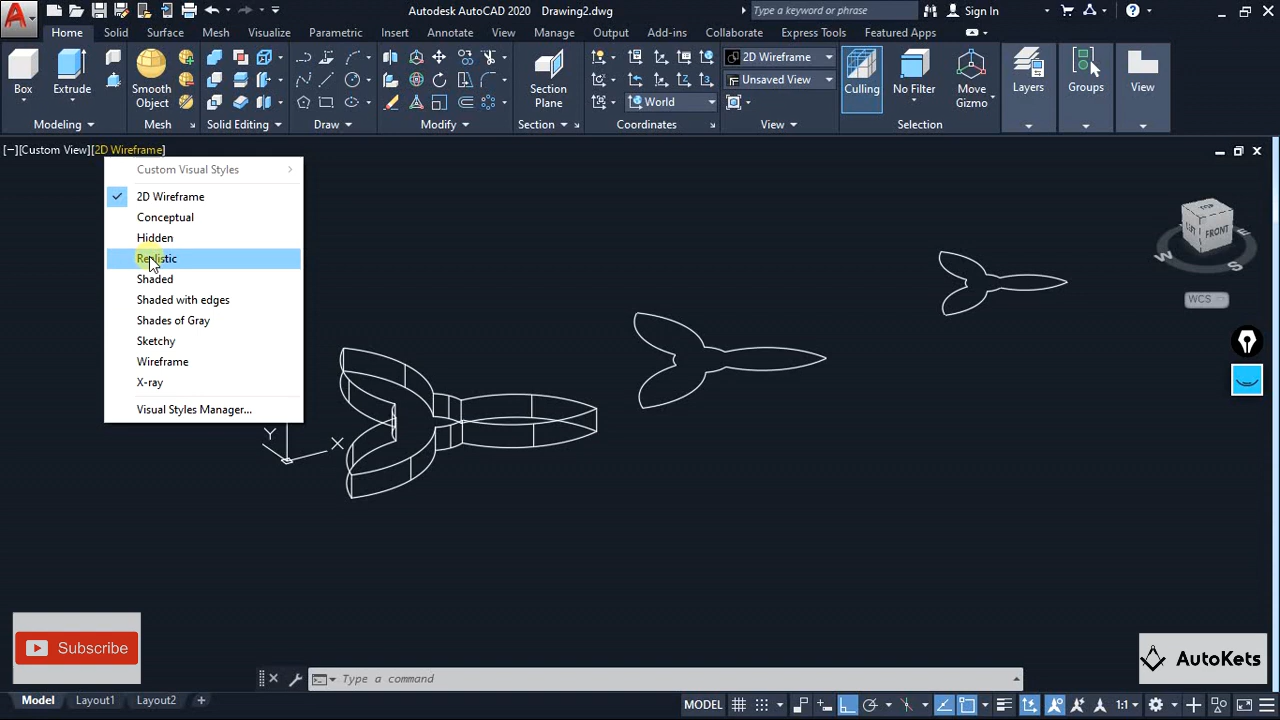 Autodesk AutoCAD 2020 Drawing2.dwg
Type a keyword or phrase
Sign In
Home Solid Surface Mesh Visualize Parametric Insert Annotate View Manage Output Add-ins Collaborate Express Tools Featured Apps
Box
Extrude
Smooth Object
Section Plane
2D Wireframe
Unsaved View
World
Culling
No Filter
Move Gizmo
Layers
Groups
View
Modeling Mesh Solid Editing Draw Modify Section Coordinates View Selection
[−][Custom View][2D Wireframe]
Custom Visual Styles
2D Wireframe
Conceptual
Hidden
Realistic
Shaded
Shaded with edges
Shades of Gray
Sketchy
Wireframe
X-ray
Visual Styles Manager...
TOP
FRONT
E
W
S
WCS
Y
X
Subscribe
AutoKets
Type a command
Model Layout1 Layout2 +
MODEL
1:1